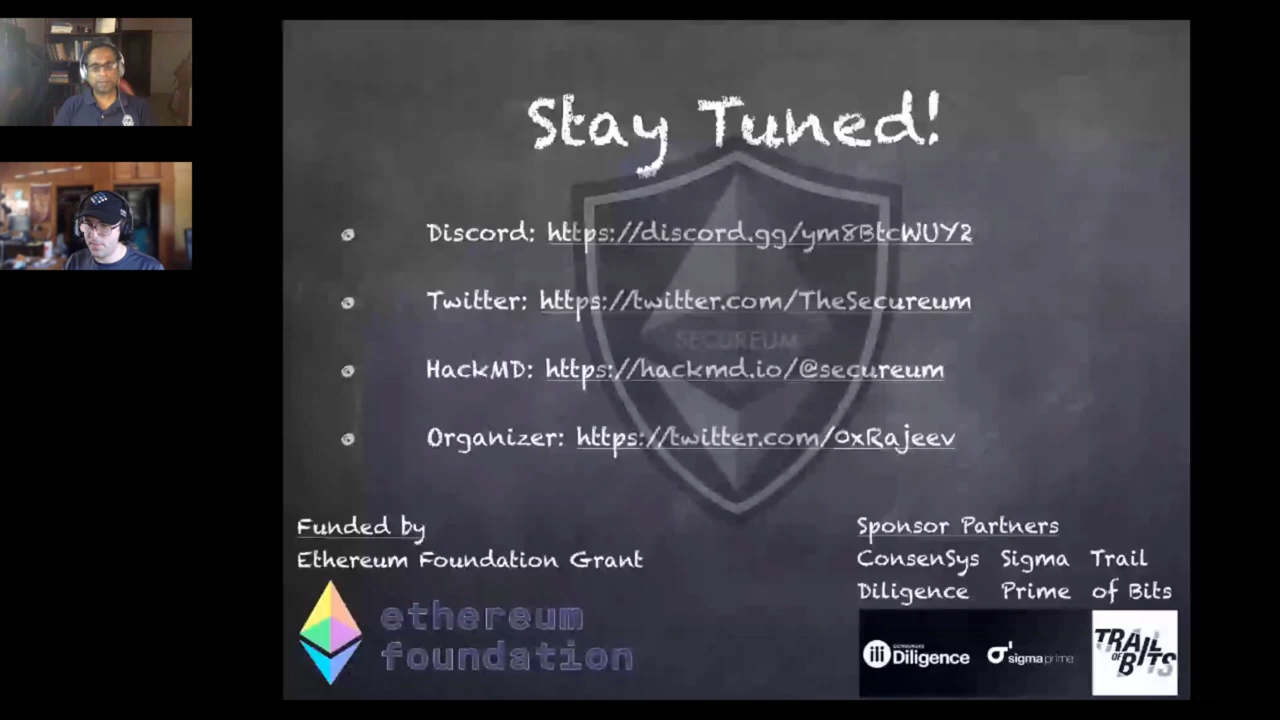 Stay Tuned!
Discord: https://discord.gg/ym8BtcWUY2
Twitter: https://twitter.com/TheSecureum
SECUREUM
HackMD: https://hackmd.io/@secureum
Organizer: https://twitter.com/0xRajeev
Funded by
Ethereum Foundation Grant
ethereum
foundation
Sponsor Partners
ConsenSys Sigma Trail
Diligence Prime of Bits
CONSENSYS
Diligence
sigma prime
TRAIL
OF BITS